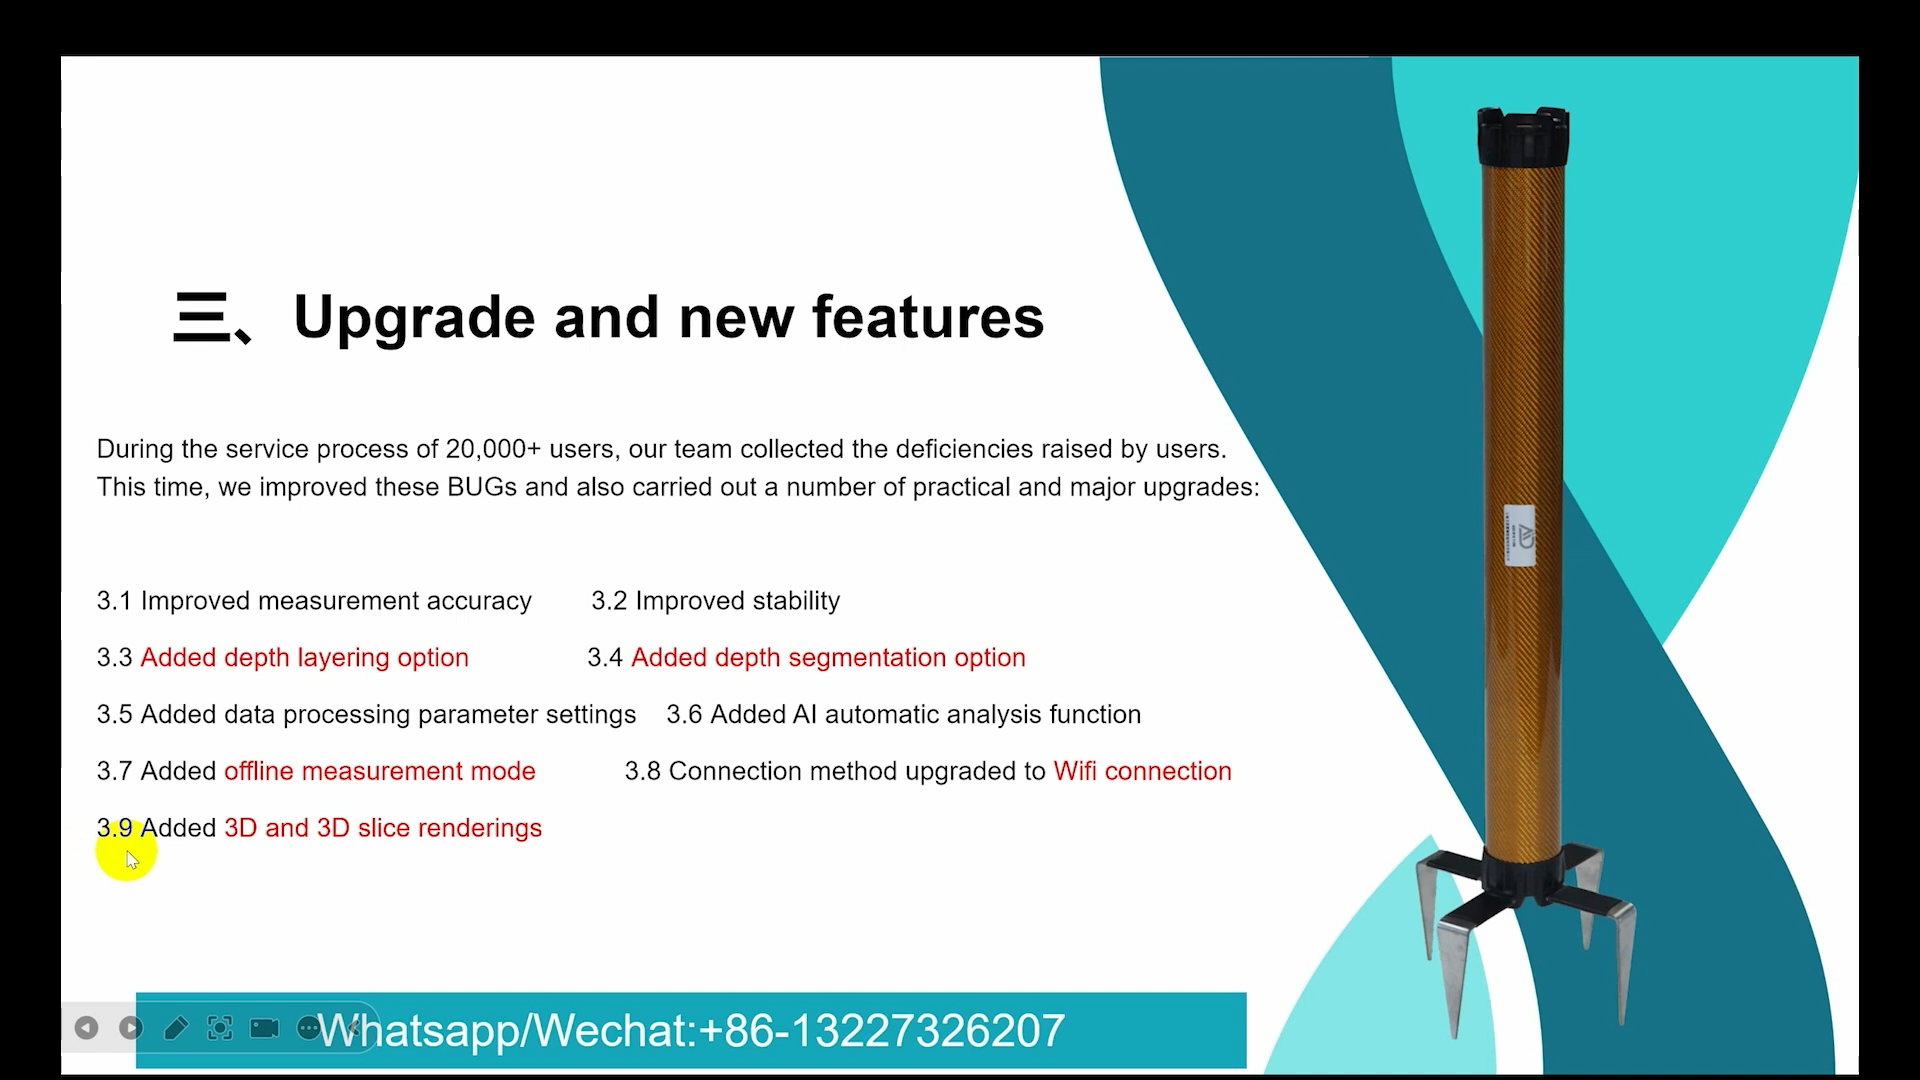 三、 Upgrade and new features
During the service process of 20,000+ users, our team collected the deficiencies raised by users.
This time, we improved these BUGs and also carried out a number of practical and major upgrades:
3.1 Improved measurement accuracy 3.2 Improved stability
3.3 Added depth layering option 3.4 Added depth segmentation option
3.5 Added data processing parameter settings 3.6 Added AI automatic analysis function
3.7 Added offline measurement mode 3.8 Connection method upgraded to Wifi connection
3.9 Added 3D and 3D slice renderings
Whatsapp/Wechat:+86-13227326207